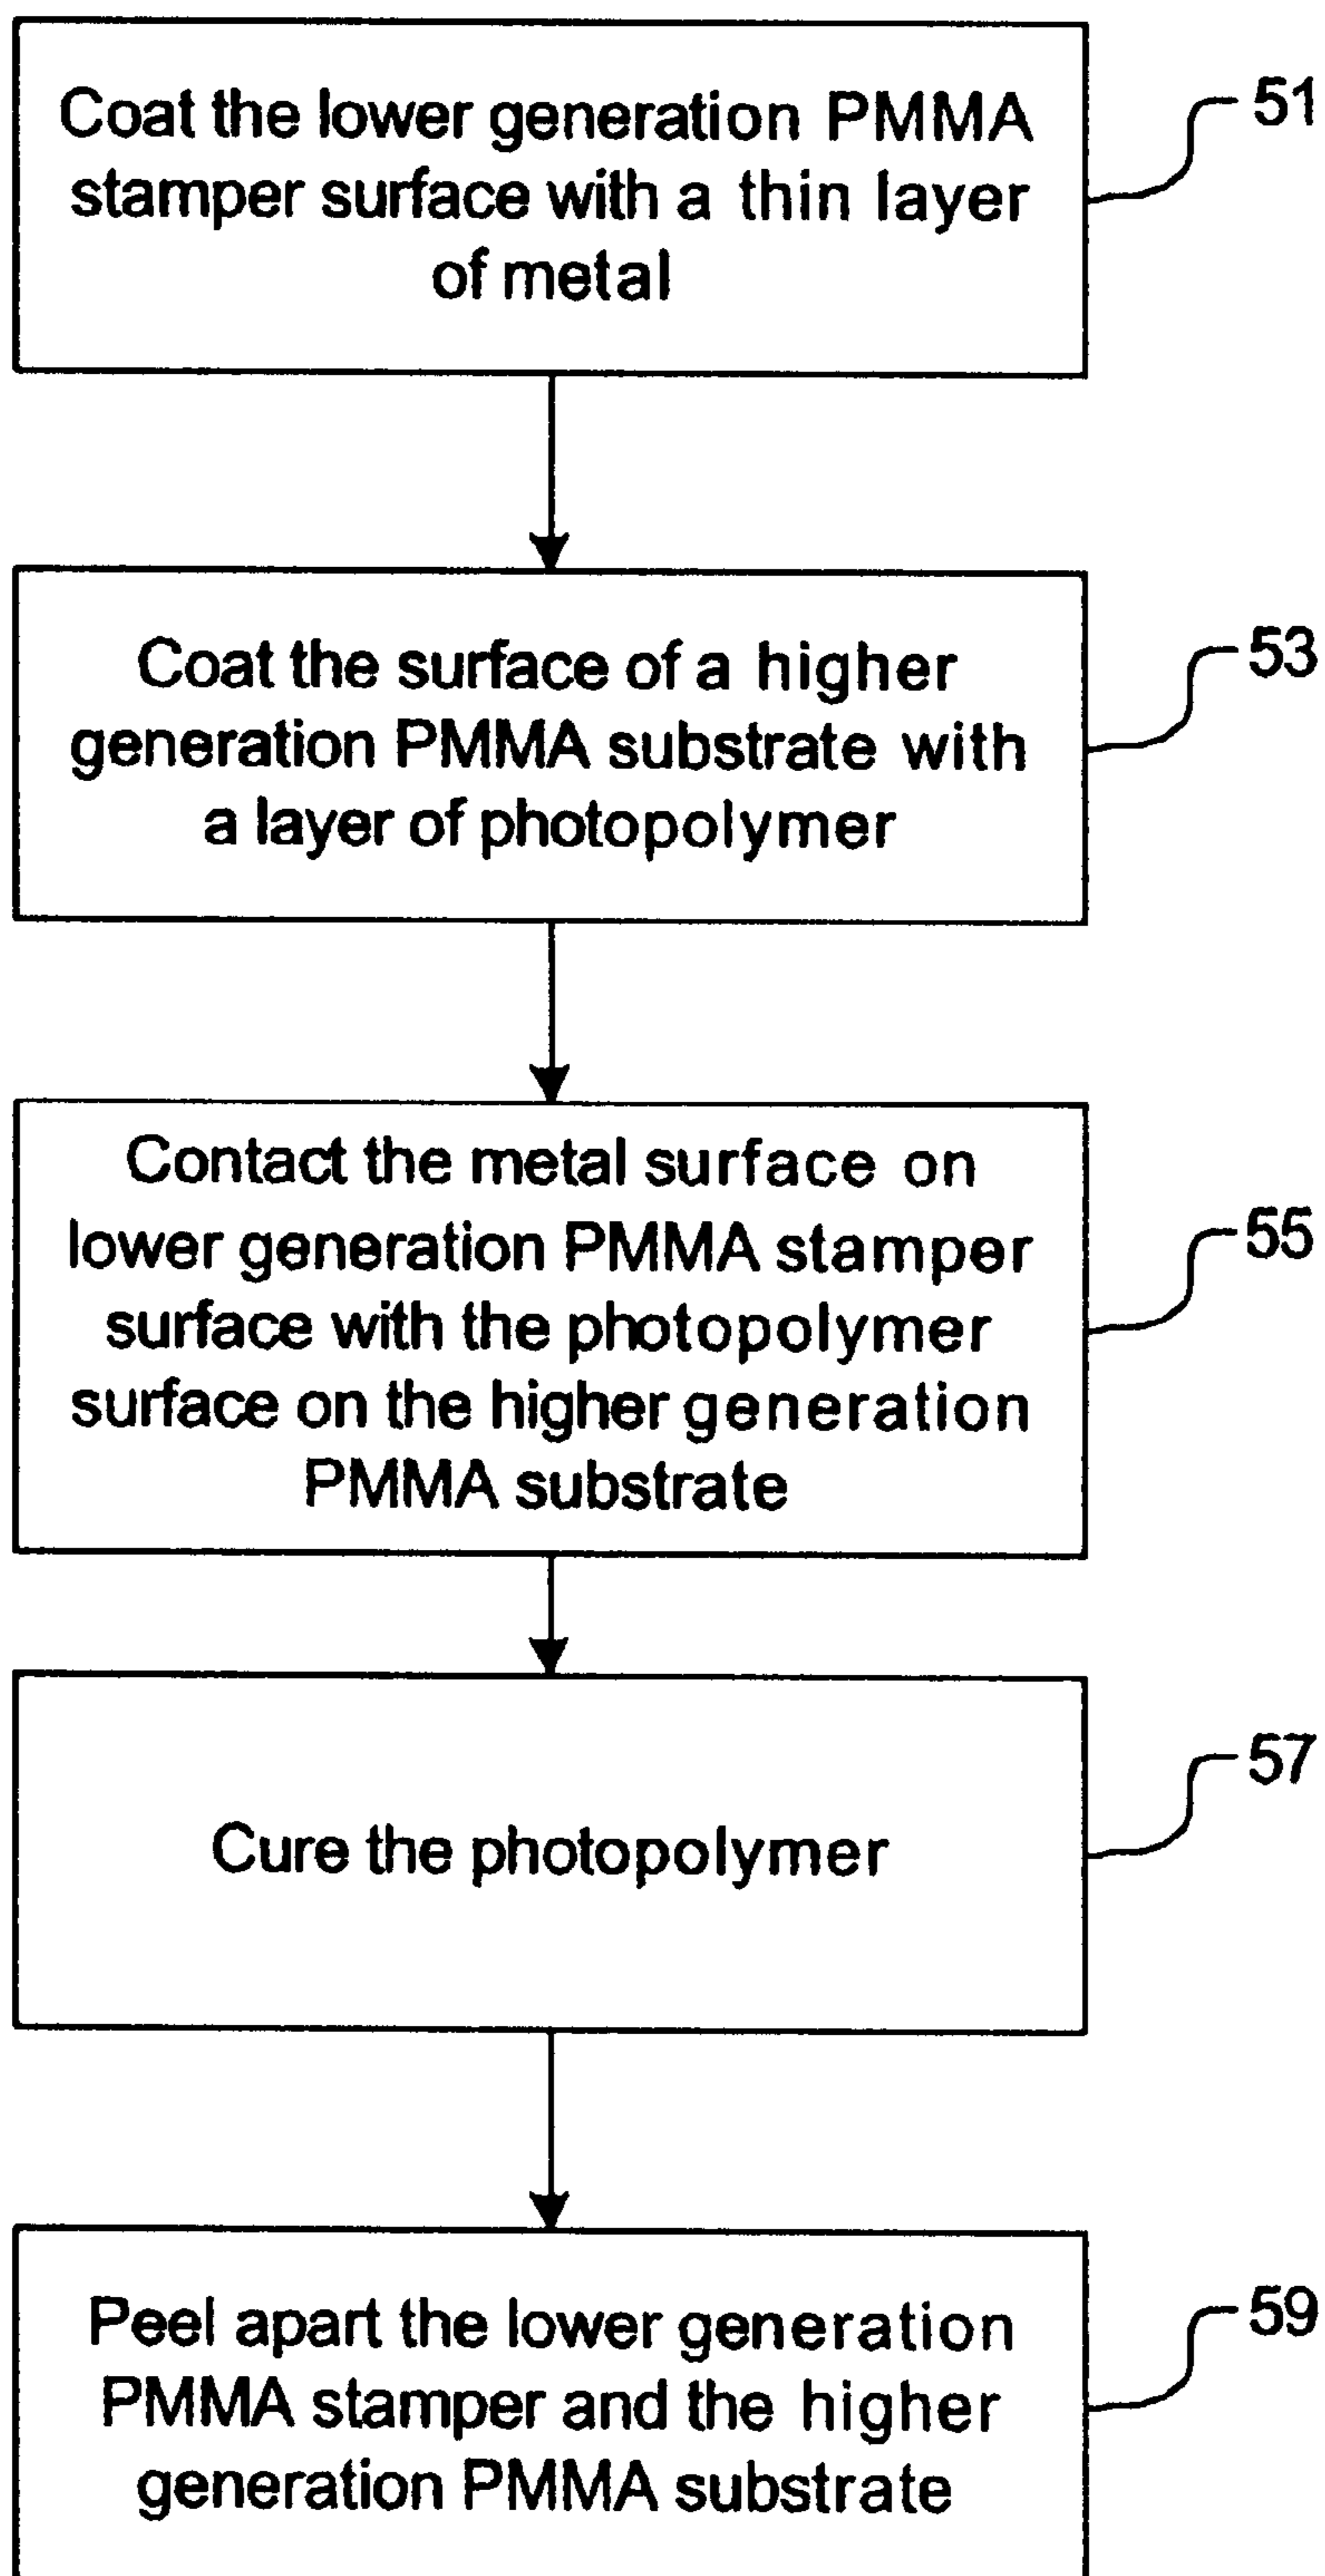 Coat the lower generation PMMA
stamper surface with a thin layer
of metal
51
Coat the surface of a higher
generation PMMA substrate with
a layer of photopolymer
53
Contact the metal surface on
lower generation PMMA stamper
surface with the photopolymer
surface on the higher generation
PMMA substrate
55
Cure the photopolymer
57
Peel apart the lower generation
PMMA stamper and the higher
generation PMMA substrate
59